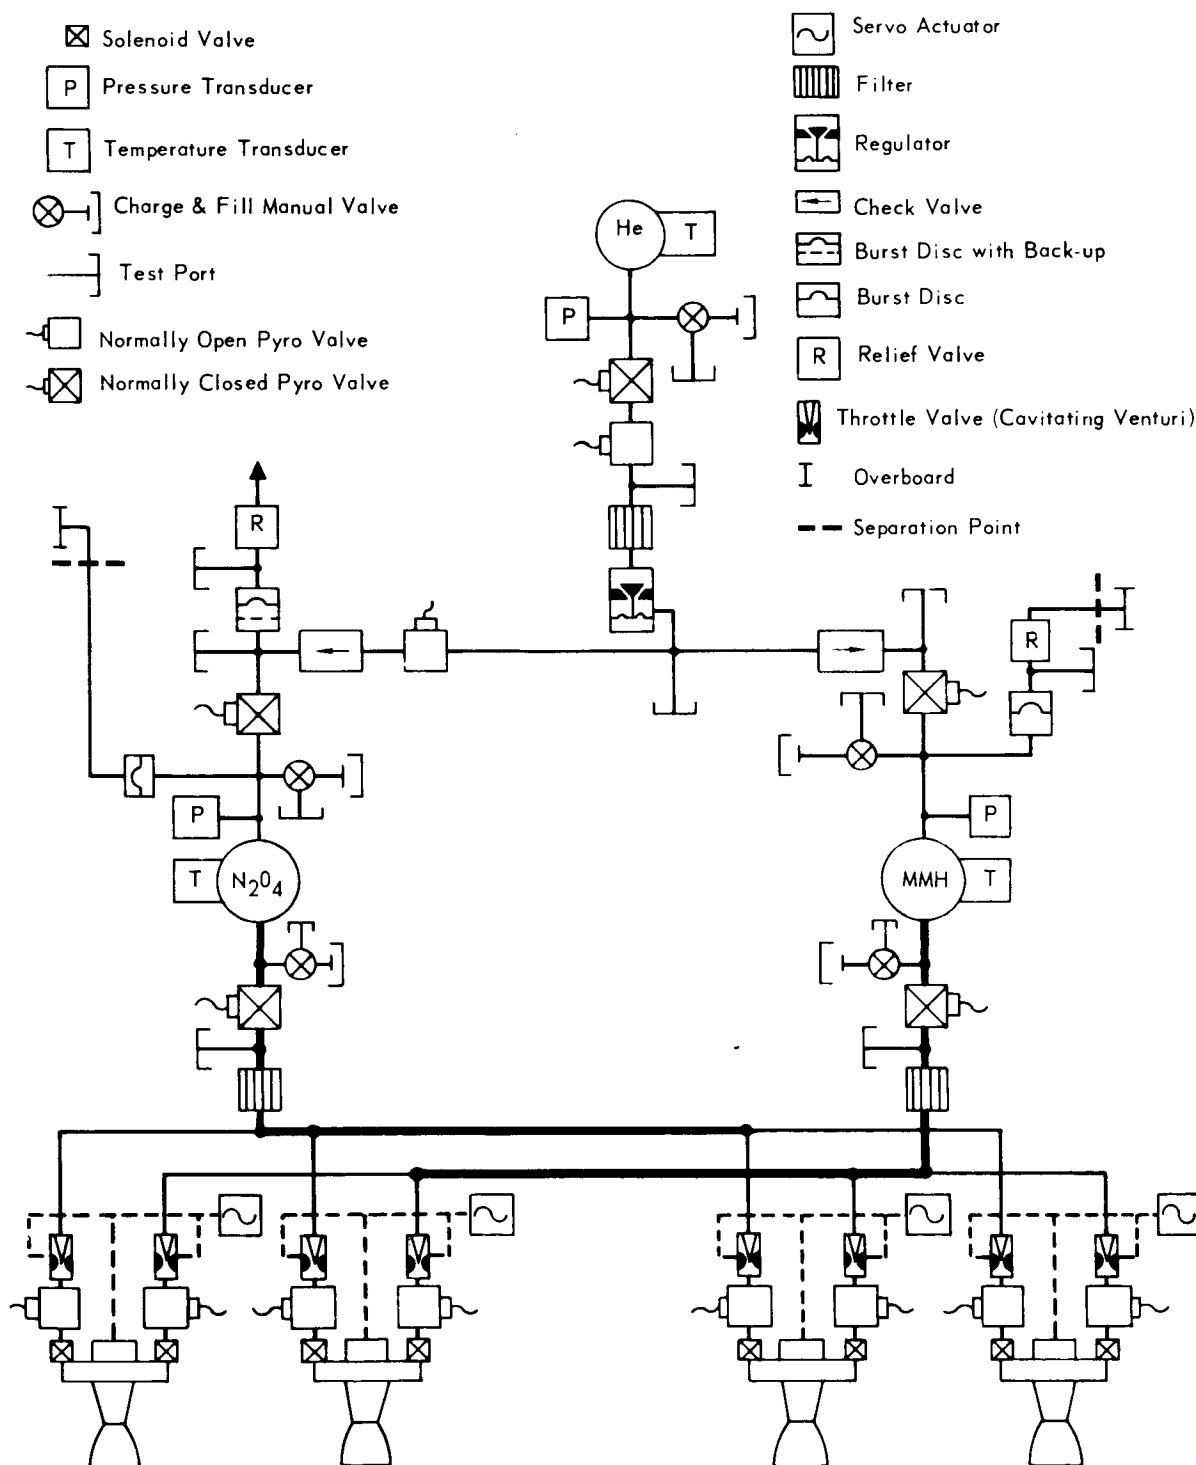 Solenoid Valve
P Pressure Transducer
T Temperature Transducer
Charge & Fill Manual Valve
Test Port
Normally Open Pyro Valve
Normally Closed Pyro Valve
Servo Actuator
Filter
Regulator
Check Valve
Burst Disc with Back-up
Burst Disc
R Relief Valve
Throttle Valve (Cavitating Venturi)
Overboard
Separation Point
He T
P
R
R
P
P
T N₂O₄
MMH T